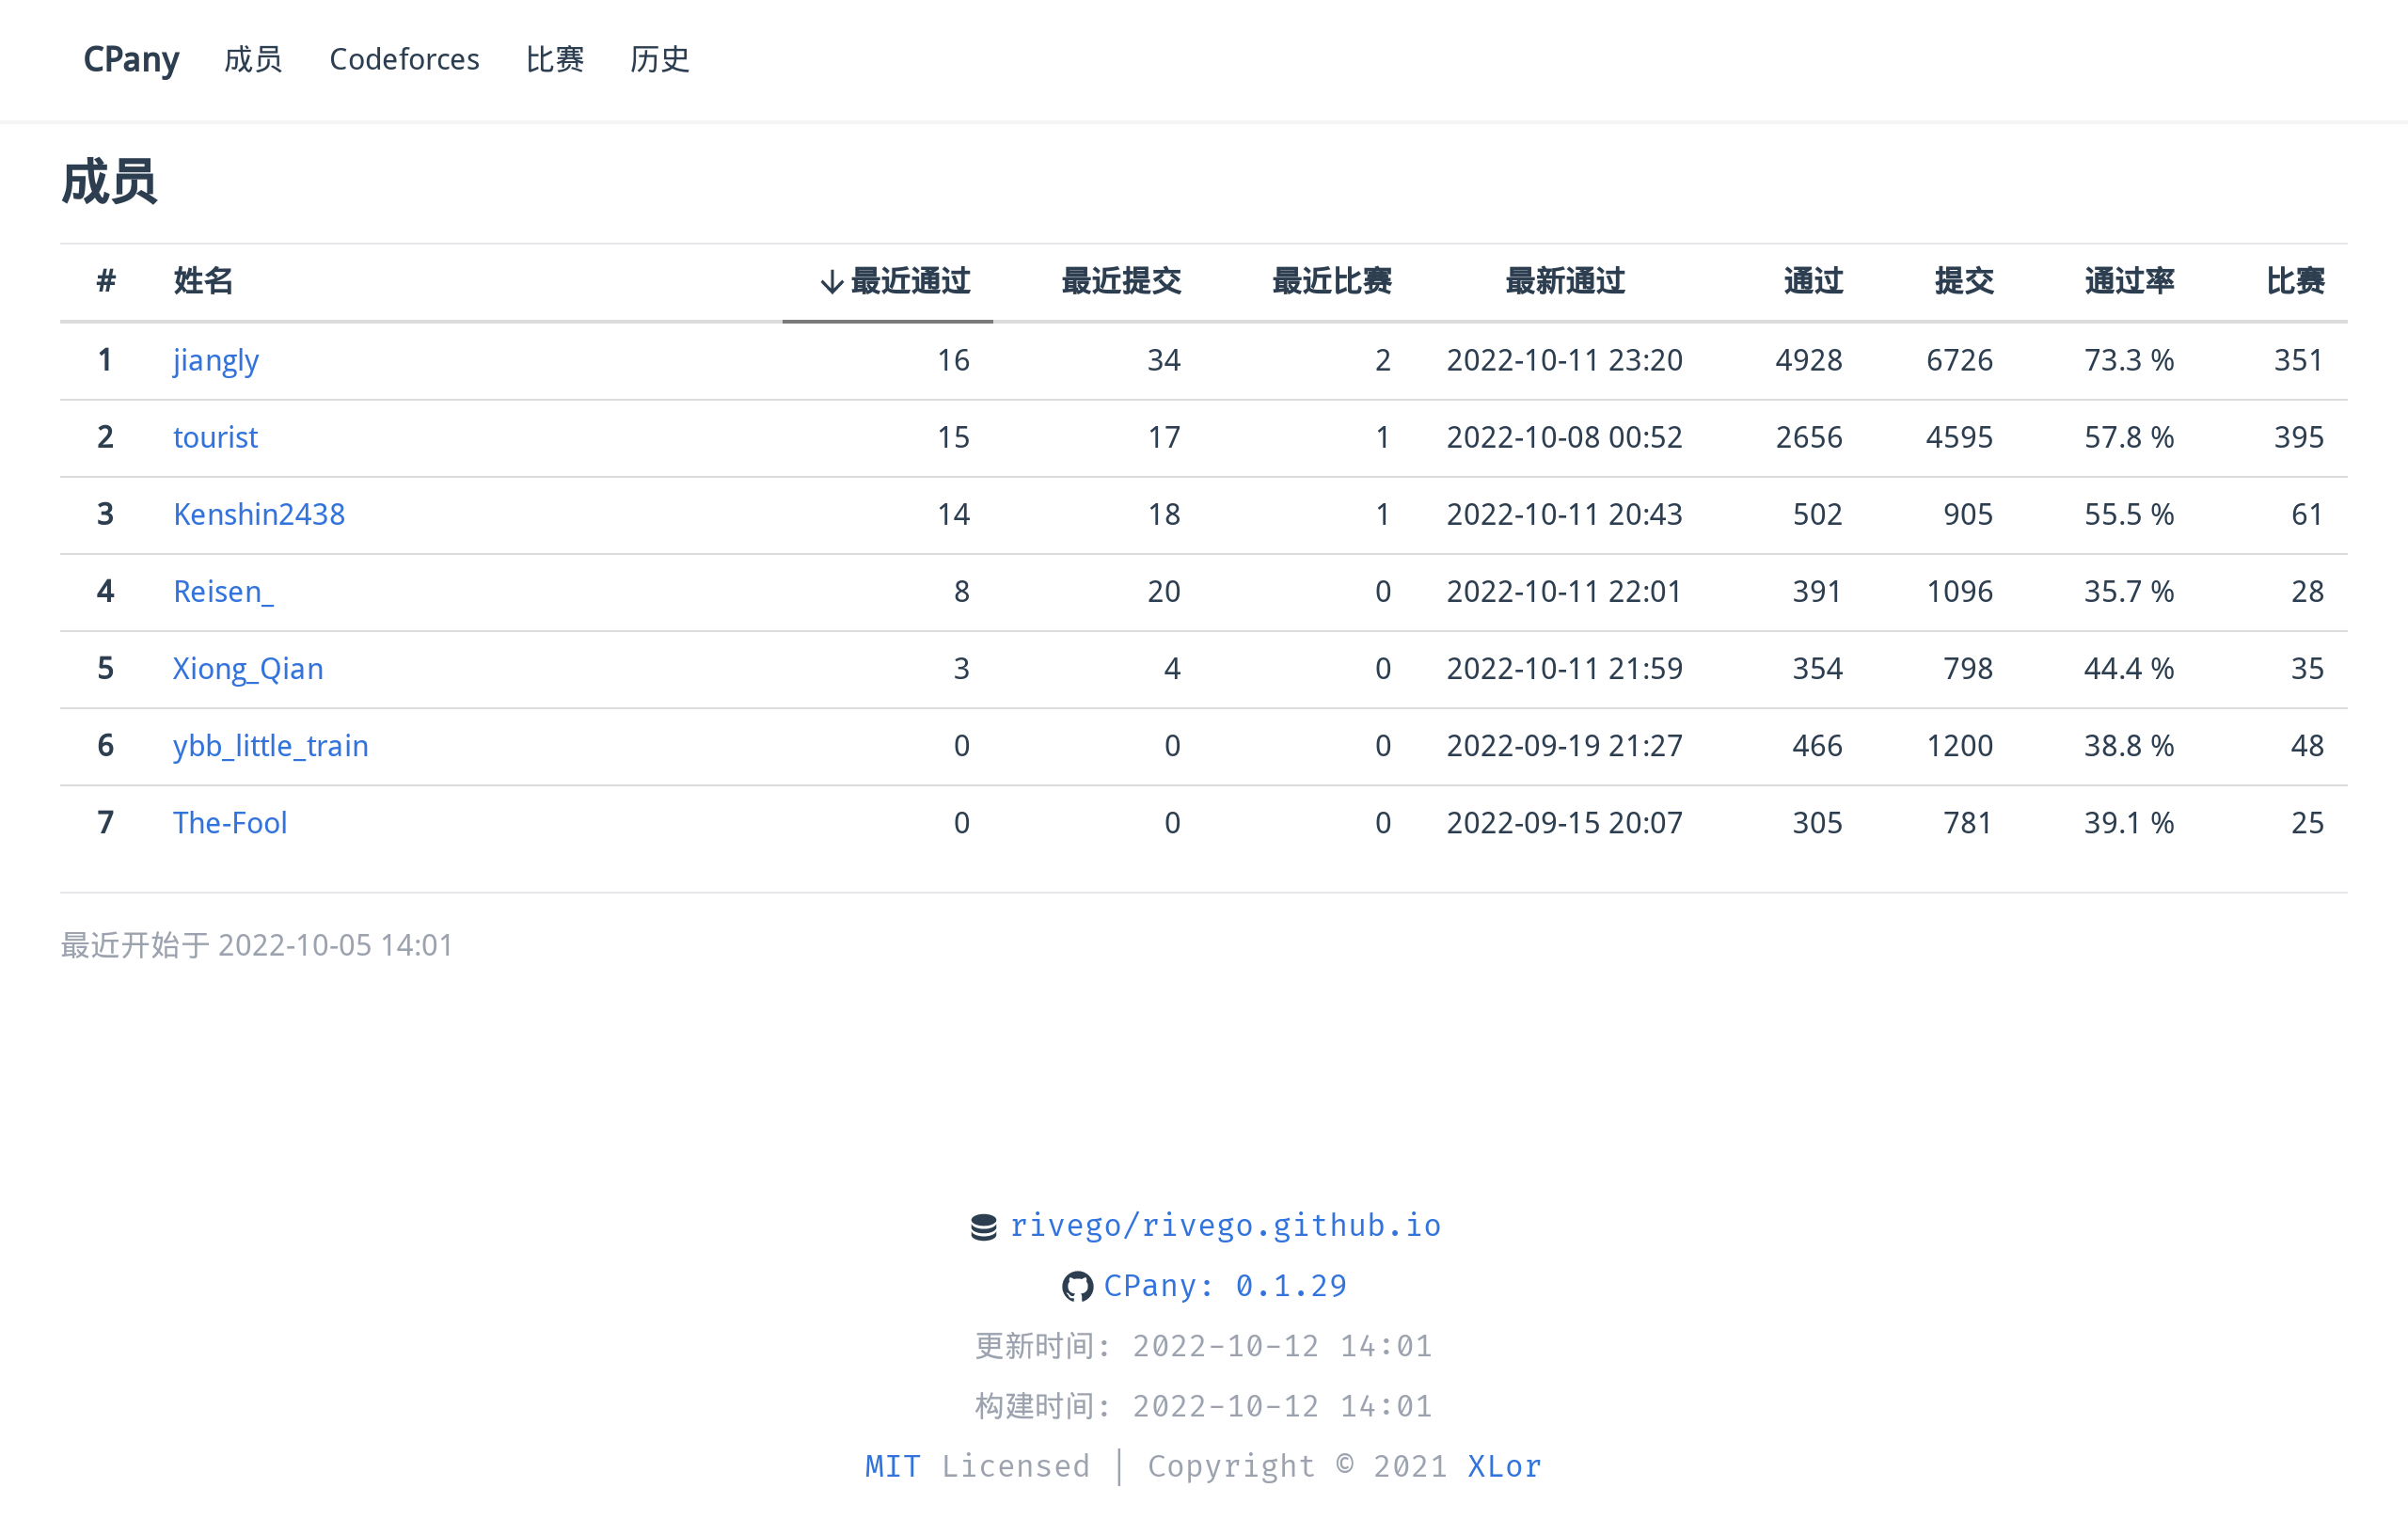 CPany 成员 Codeforces 比赛 历史
成员
# 姓名 ↓ 最近通过 最近提交 最近比赛 最新通过 通过 提交 通过率 比赛
1 jiangly 16 34 2 2022-10-11 23:20 4928 6726 73.3 % 351
2 tourist 15 17 1 2022-10-08 00:52 2656 4595 57.8 % 395
3 Kenshin2438 14 18 1 2022-10-11 20:43 502 905 55.5 % 61
4 Reisen_ 8 20 0 2022-10-11 22:01 391 1096 35.7 % 28
5 Xiong_Qian 3 4 0 2022-10-11 21:59 354 798 44.4 % 35
6 ybb_little_train 0 0 0 2022-09-19 21:27 466 1200 38.8 % 48
7 The-Fool 0 0 0 2022-09-15 20:07 305 781 39.1 % 25
最近开始于 2022-10-05 14:01
rivego/rivego.github.io
CPany: 0.1.29
更新时间: 2022-10-12 14:01
构建时间: 2022-10-12 14:01
MIT Licensed | Copyright © 2021 XLor